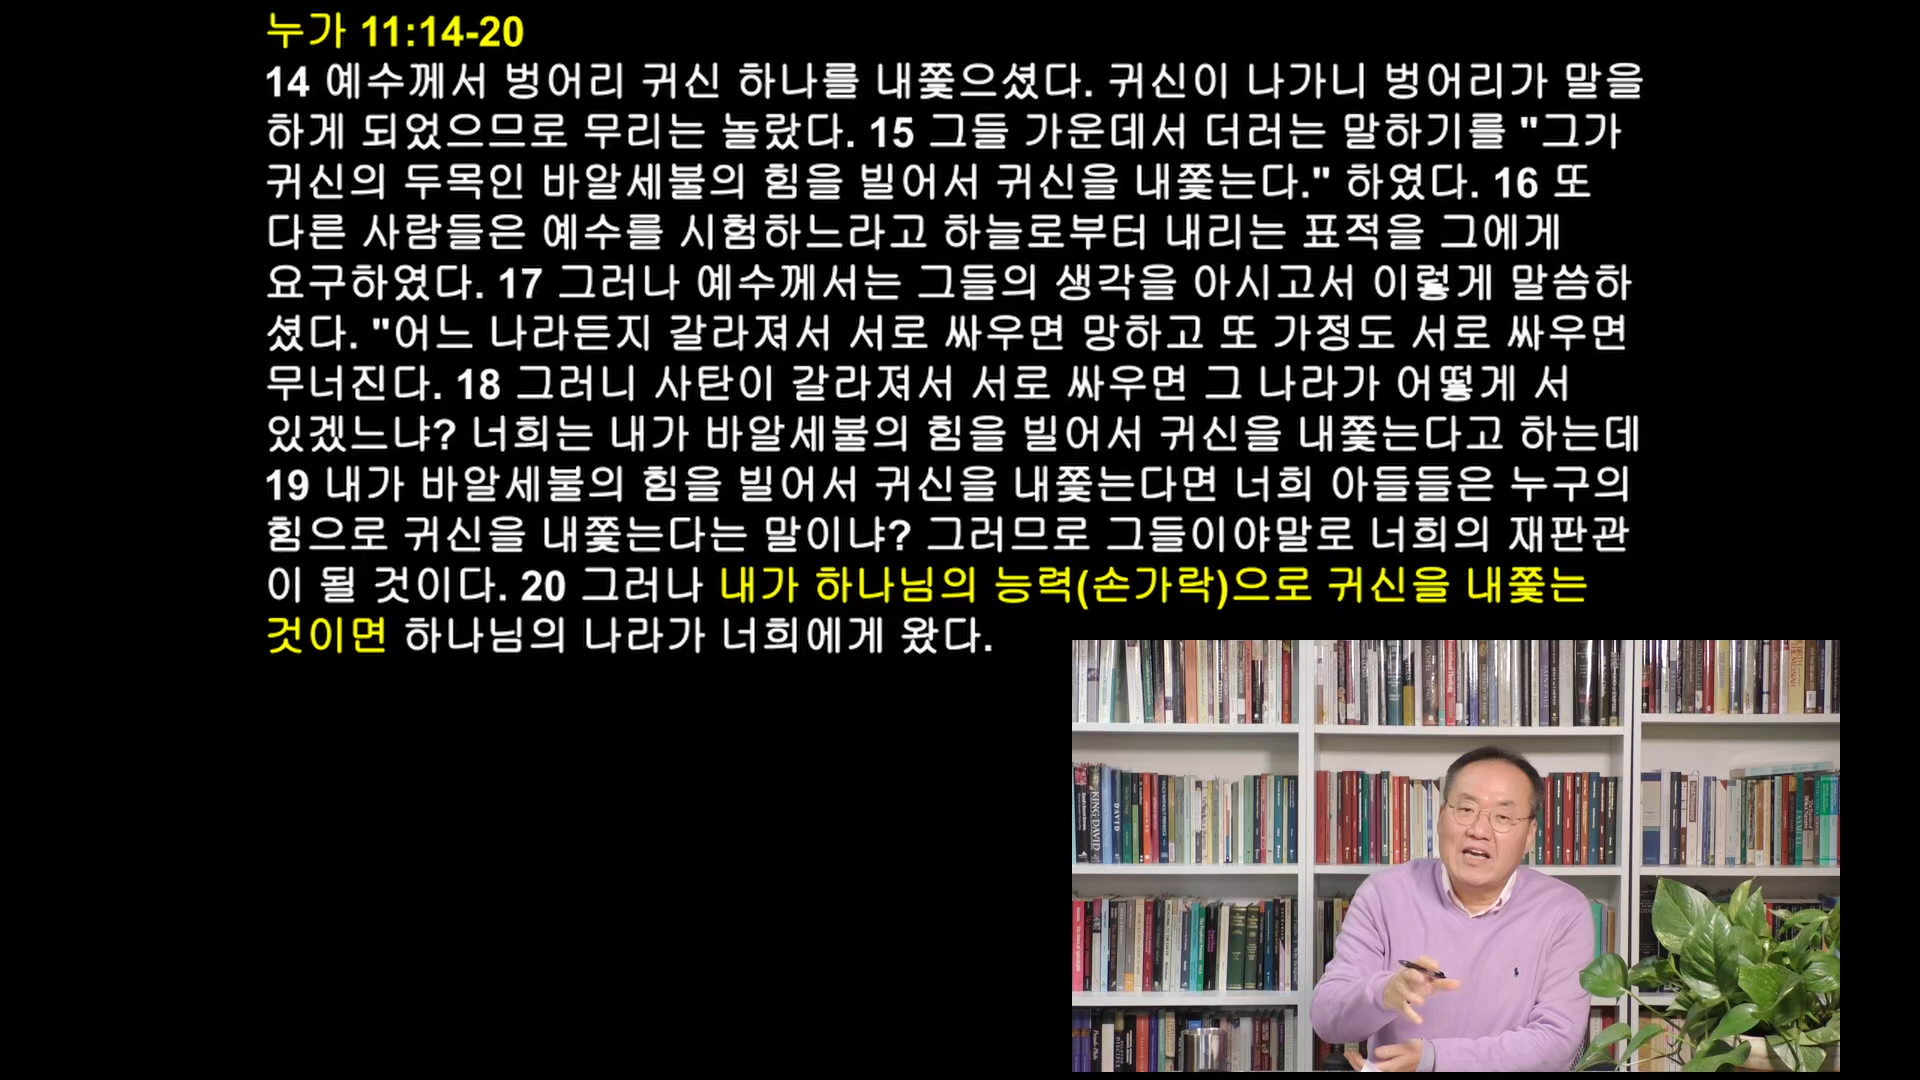 누가 11:14-20
14 예수께서 벙어리 귀신 하나를 내쫓으셨다. 귀신이 나가니 벙어리가 말을
하게 되었으므로 무리는 놀랐다. 15 그들 가운데서 더러는 말하기를 "그가
귀신의 두목인 바알세불의 힘을 빌어서 귀신을 내쫓는다." 하였다. 16 또
다른 사람들은 예수를 시험하느라고 하늘로부터 내리는 표적을 그에게
요구하였다. 17 그러나 예수께서는 그들의 생각을 아시고서 이렇게 말씀하
셨다. "어느 나라든지 갈라져서 서로 싸우면 망하고 또 가정도 서로 싸우면
무너진다. 18 그러니 사탄이 갈라져서 서로 싸우면 그 나라가 어떻게 서
있겠느냐? 너희는 내가 바알세불의 힘을 빌어서 귀신을 내쫓는다고 하는데
19 내가 바알세불의 힘을 빌어서 귀신을 내쫓는다면 너희 아들들은 누구의
힘으로 귀신을 내쫓는다는 말이냐? 그러므로 그들이야말로 너희의 재판관
이 될 것이다. 20 그러나 내가 하나님의 능력(손가락)으로 귀신을 내쫓는
것이면 하나님의 나라가 너희에게 왔다.
KING DAVID
DAVID